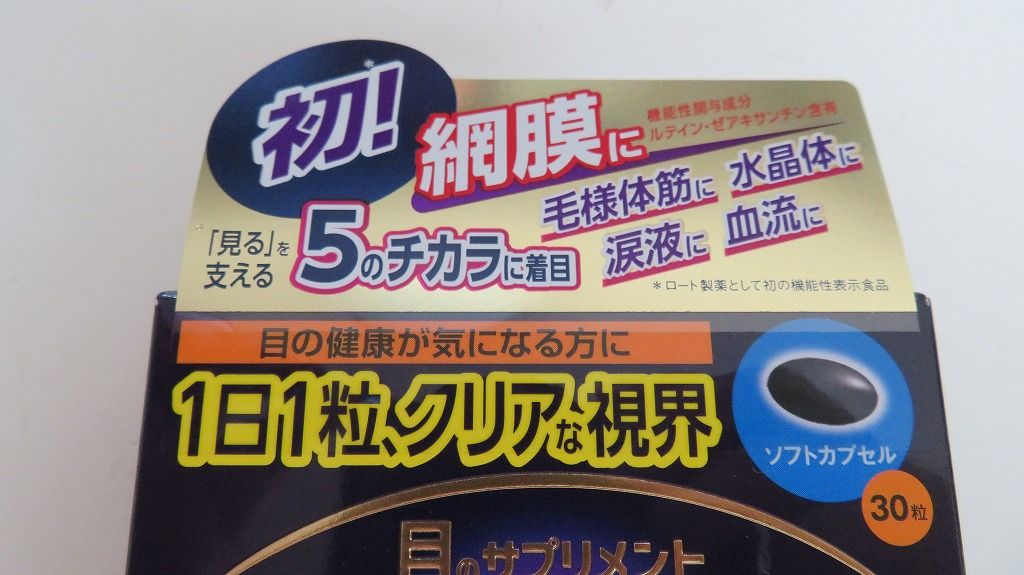 初!*
網膜に
機能性関与成分
ルテイン・ゼアキサンチン含有
毛様体筋に 水晶体に
涙液に 血流に
「見る」を
支える
5のチカラに着目
*ロート製薬として初の機能性表示食品
目の健康が気になる方に
1日1粒、クリアな視界
ソフトカプセル
30粒
目のサプリメント